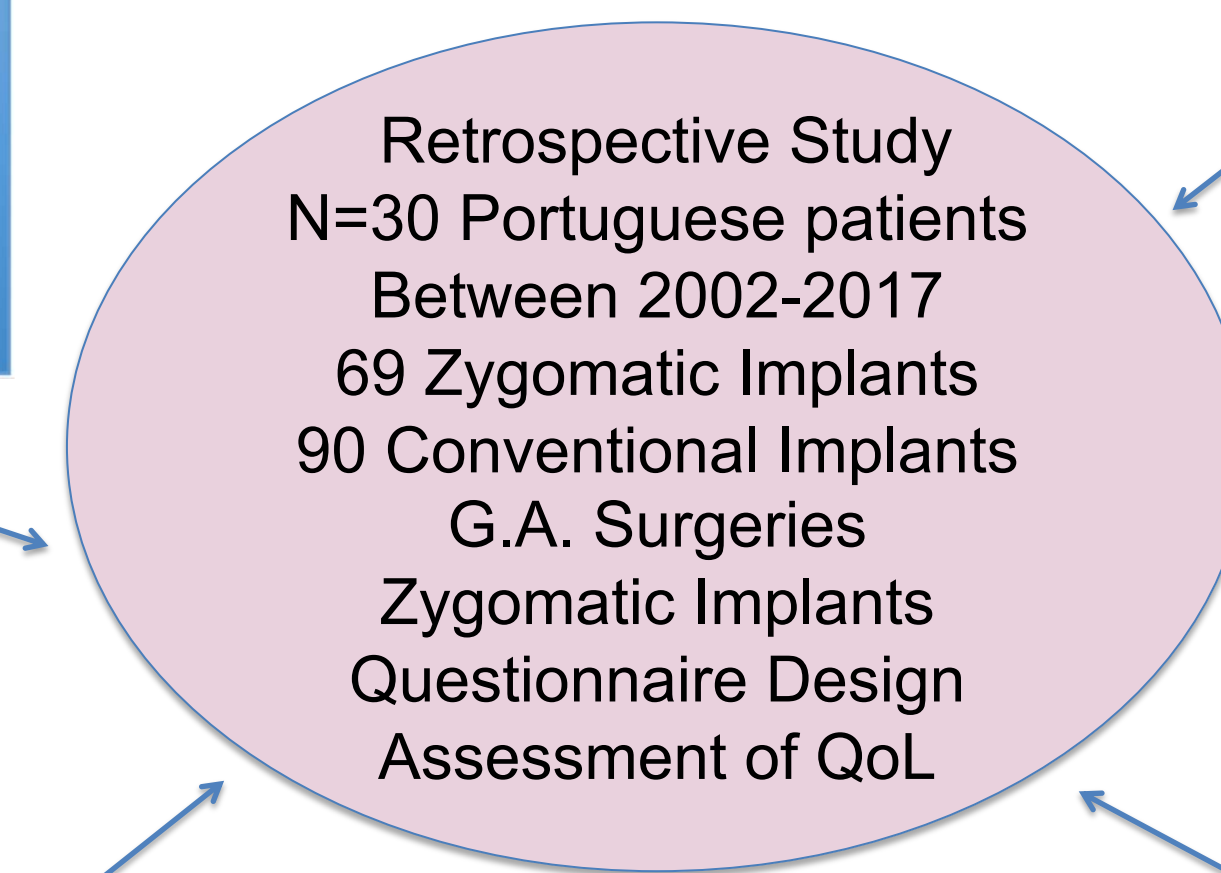 Retrospective Study
N=30 Portuguese patients
Between 2002-2017
69 Zygomatic Implants
90 Conventional Implants
G.A. Surgeries
Zygomatic Implants
Questionnaire Design
Assessment of QoL